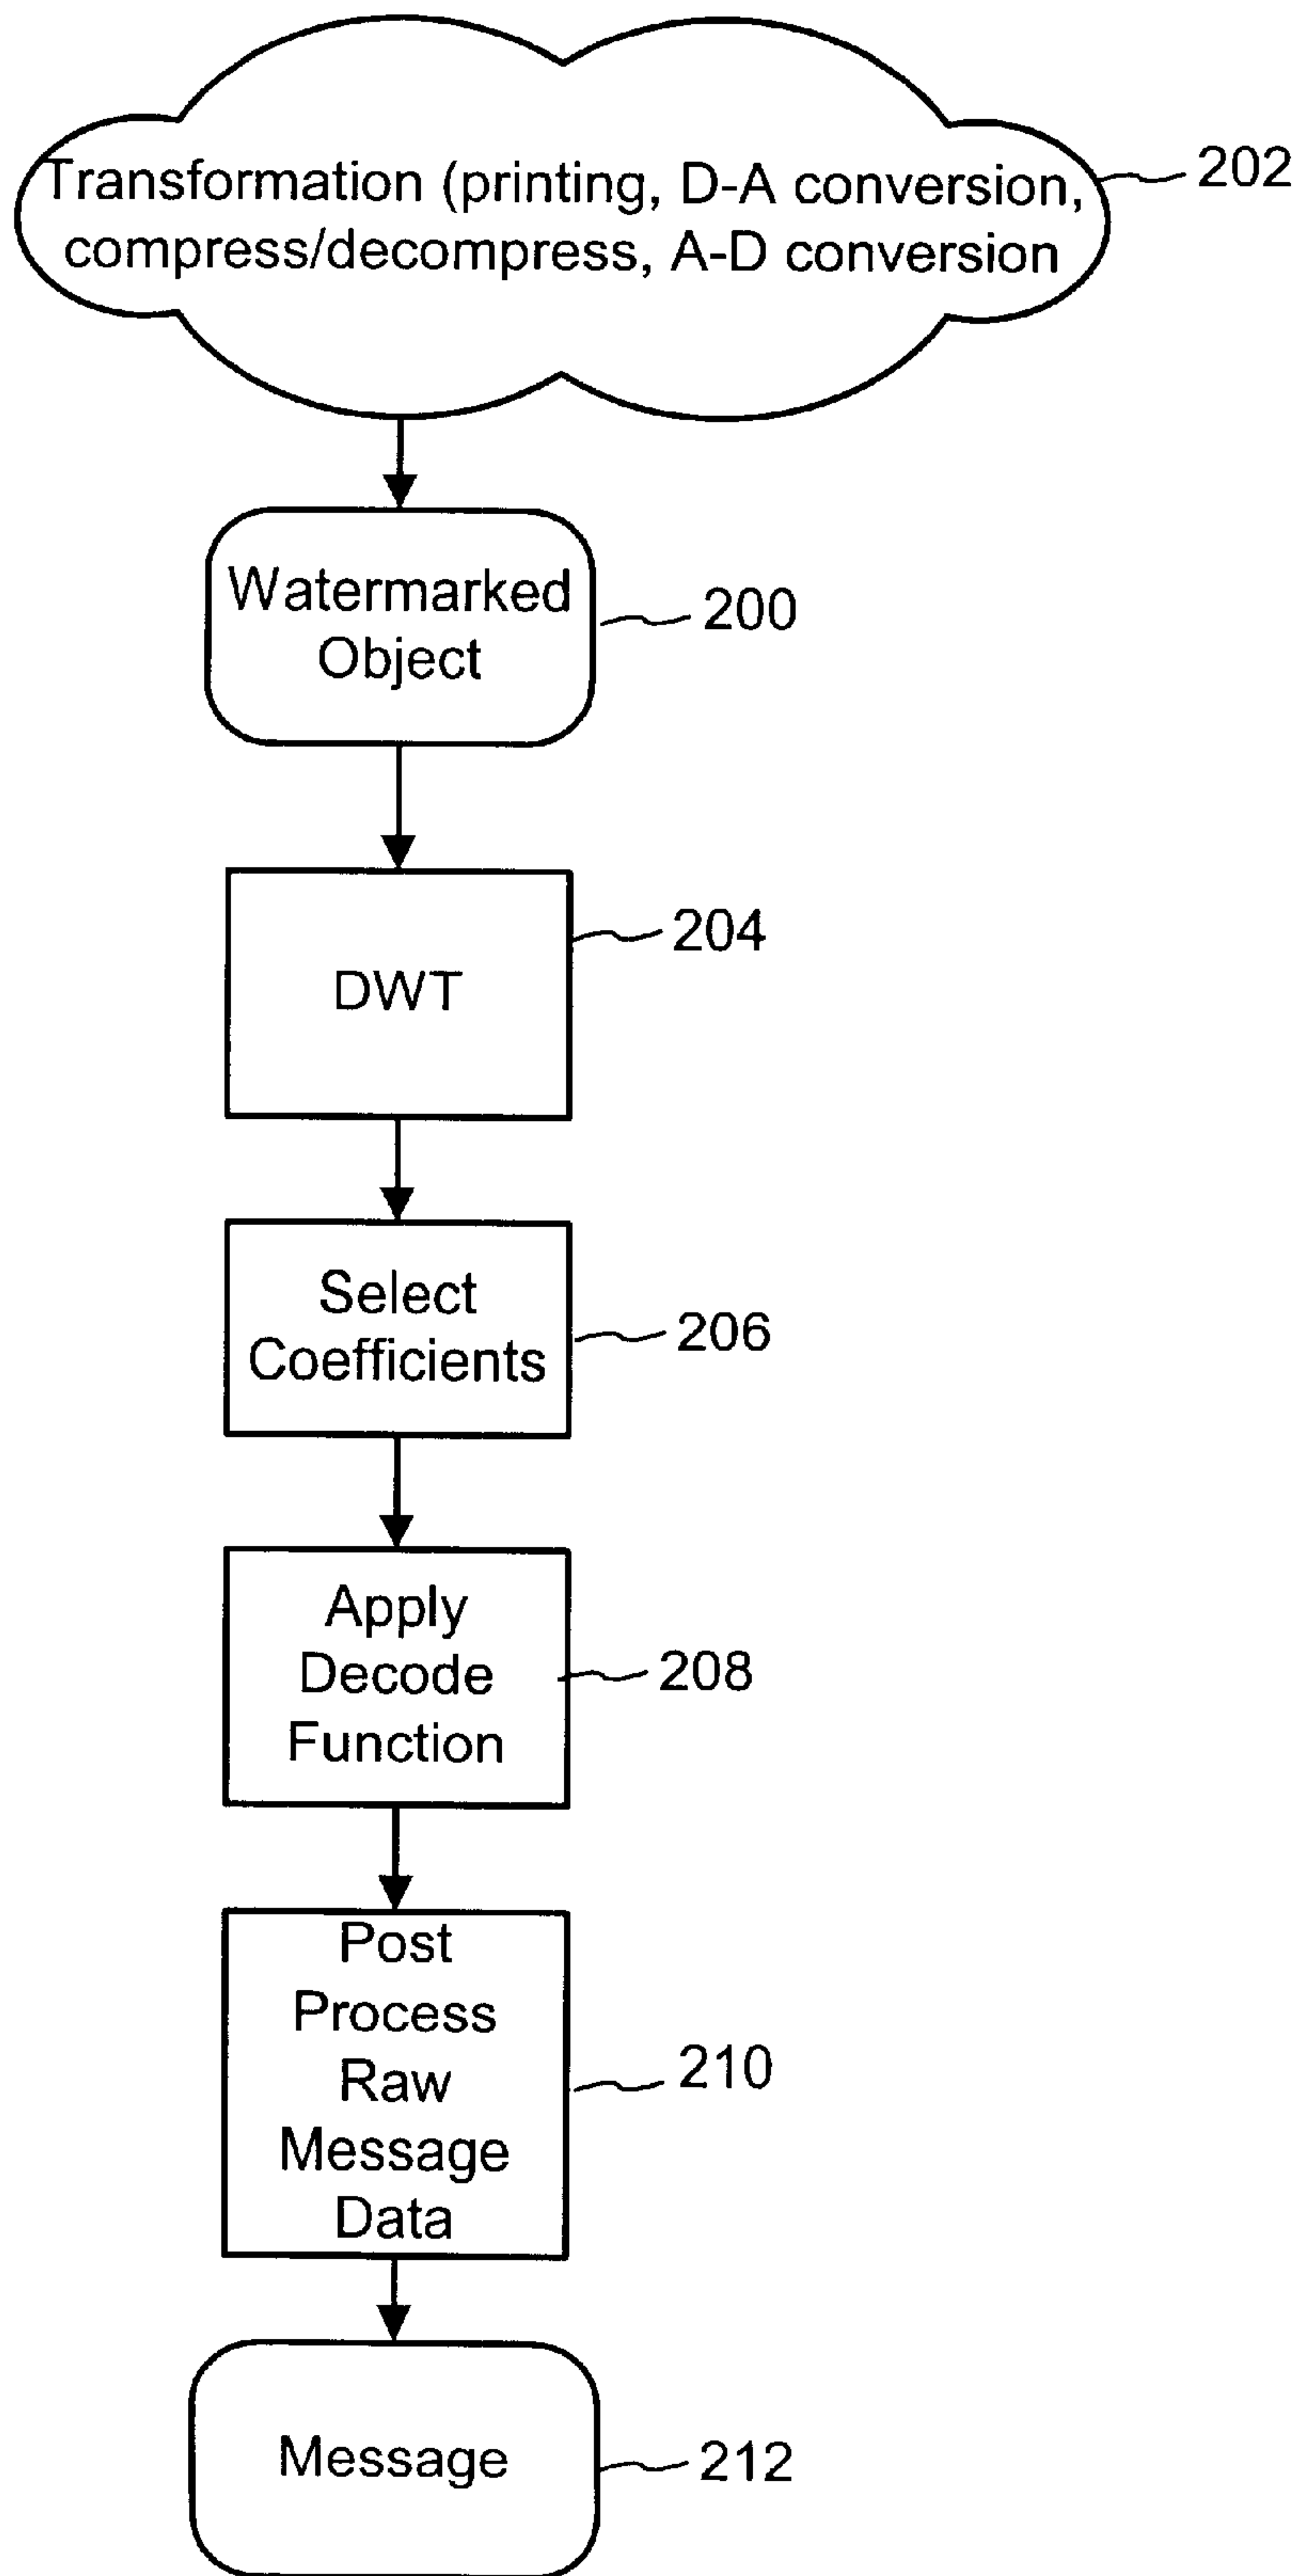 Transformation (printing, D-A conversion,
compress/decompress, A-D conversion
202
Watermarked
Object
200
DWT
204
Select
Coefficients
206
Apply
Decode
Function
208
Post
Process
Raw
Message
Data
210
Message
212